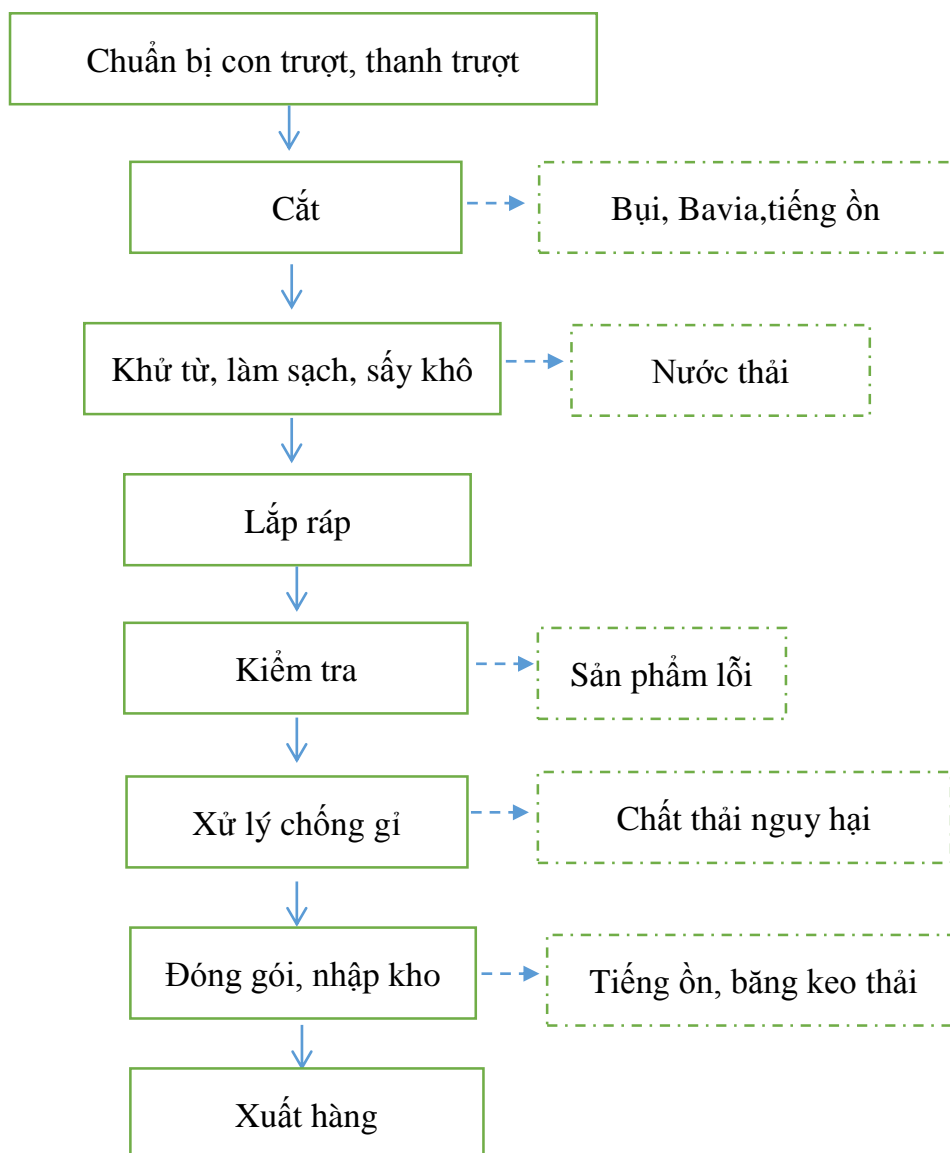 Chuẩn bị con trượt, thanh trượt
Cắt
Bụi, Bavia,tiếng ồn
Khử từ, làm sạch, sấy khô
Nước thải
Lắp ráp
Kiểm tra
Sản phẩm lỗi
Xử lý chống gỉ
Chất thải nguy hại
Đóng gói, nhập kho
Tiếng ồn, băng keo thải
Xuất hàng